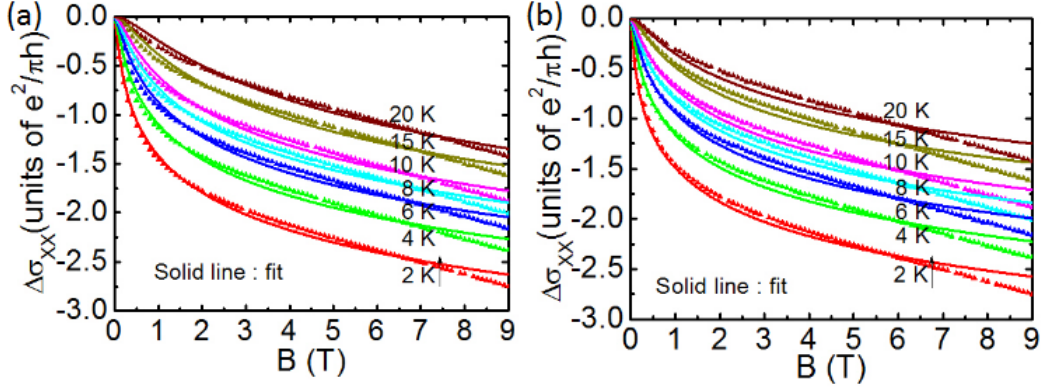 (a)
0.0
-0.5
-1.0
-1.5
-2.0
-2.5
-3.0
Δσ_XX(units of e²/πh)
20 K
15 K
10 K
8 K
6 K
4 K
2 K
Solid line : fit
0 1 2 3 4 5 6 7 8 9
B (T)
(b)
0.0
-0.5
-1.0
-1.5
-2.0
-2.5
-3.0
Δσ_XX(units of e²/πh)
20 K
15 K
10 K
8 K
6 K
4 K
2 K
Solid line : fit
0 1 2 3 4 5 6 7 8 9
B (T)